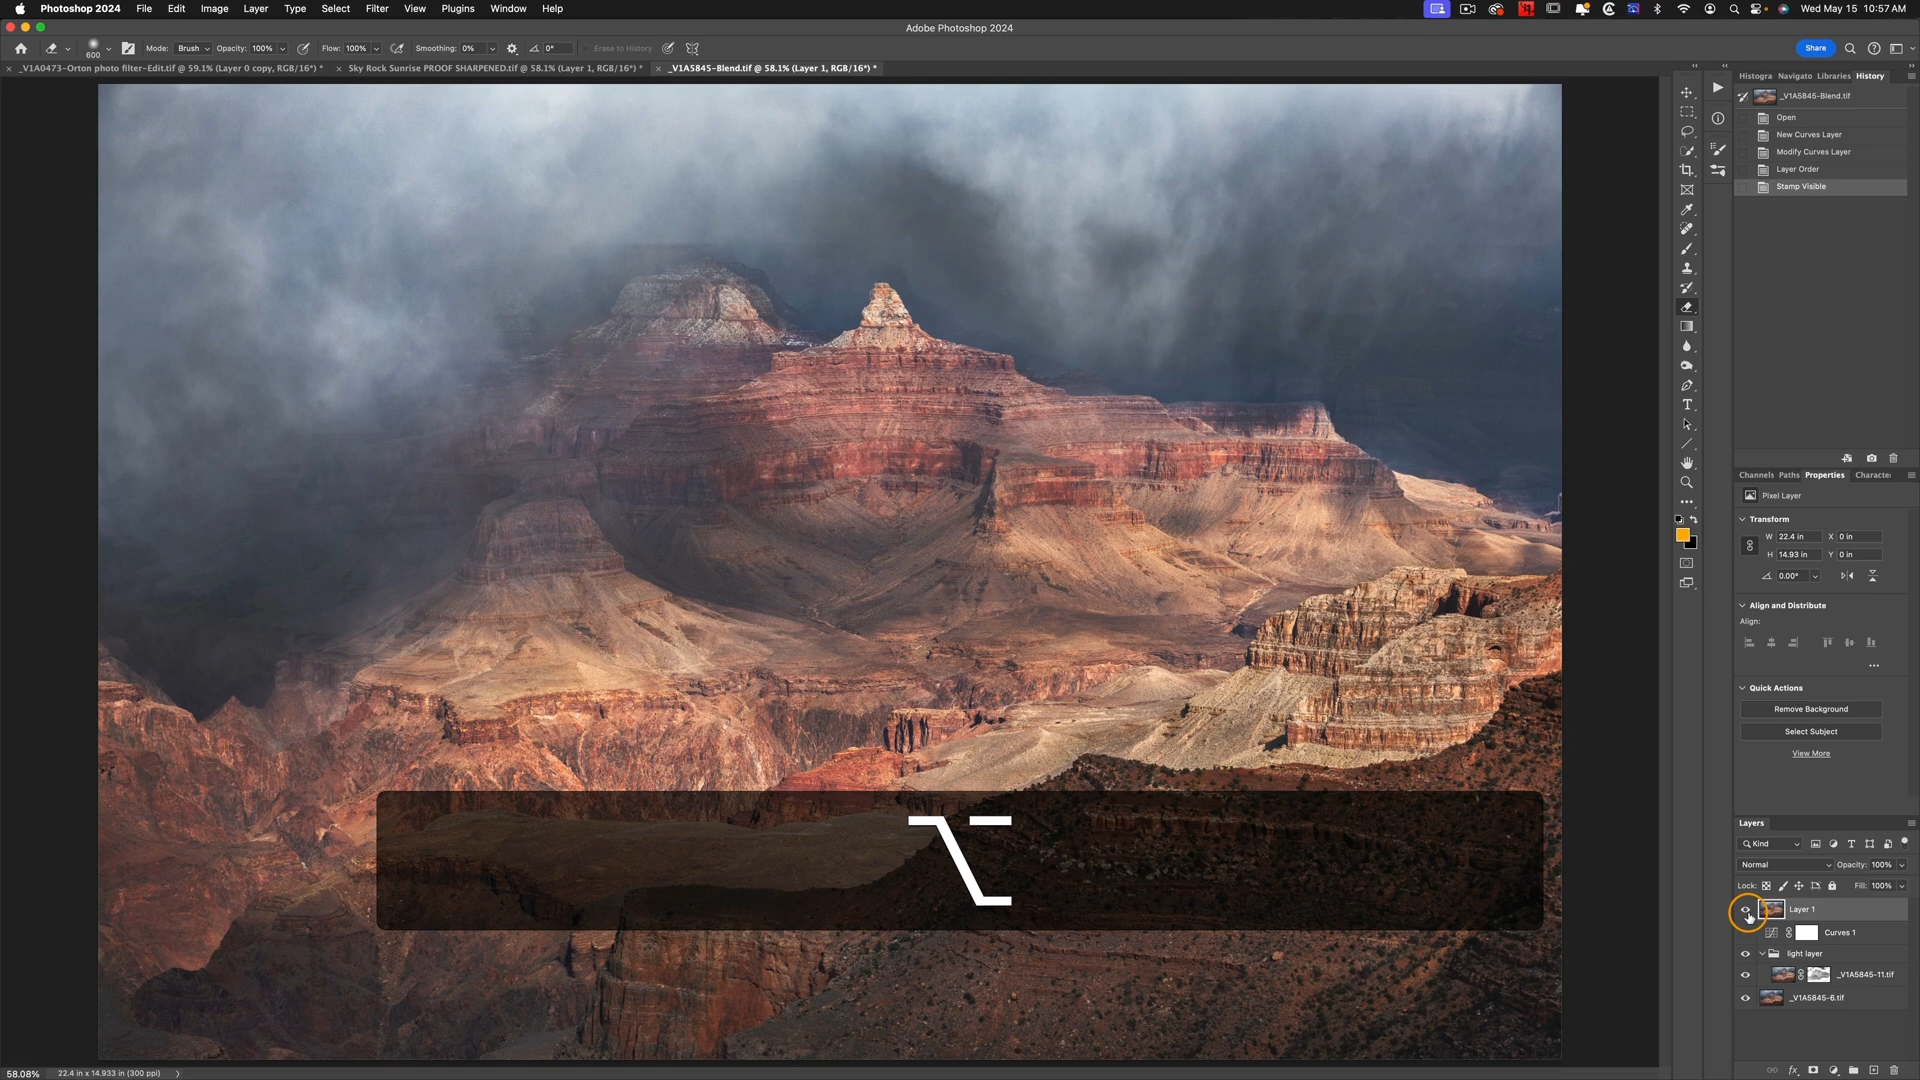 Photoshop 2024 File Edit Image Layer Type Select Filter View Plugins Window Help Wed May 15 10:57 AM
Adobe Photoshop 2024
600 Mode: Brush Opacity: 100% Flow: 100% Smoothing: 0% 0° Erase to History Share
_V1A0473-Orton photo filter-Edit.tif @ 59.1% (Layer 0 copy, RGB/16*) * Sky Rock Sunrise PROOF SHARPENED.tif @ 58.1% (Layer 1, RGB/16*) * _V1A5845-Blend.tif @ 58.1% (Layer 1, RGB/16*) *
Histogra Navigato Libraries History
_V1A5845-Blend.tif
Open
New Curves Layer
Modify Curves Layer
Layer Order
Stamp Visible
Channels Paths Properties Characte
Pixel Layer
Transform
W 22.4 in X 0 in
H 14.93 in Y 0 in
0.00°
Align and Distribute
Align:
Quick Actions
Remove Background
Select Subject
View More
Layers
Kind
Normal Opacity: 100%
Lock: Fill: 100%
Layer 1
Curves 1
light layer
_V1A5845-11.tif
_V1A5845-6.tif
58.08% 22.4 in x 14.933 in (300 ppi)